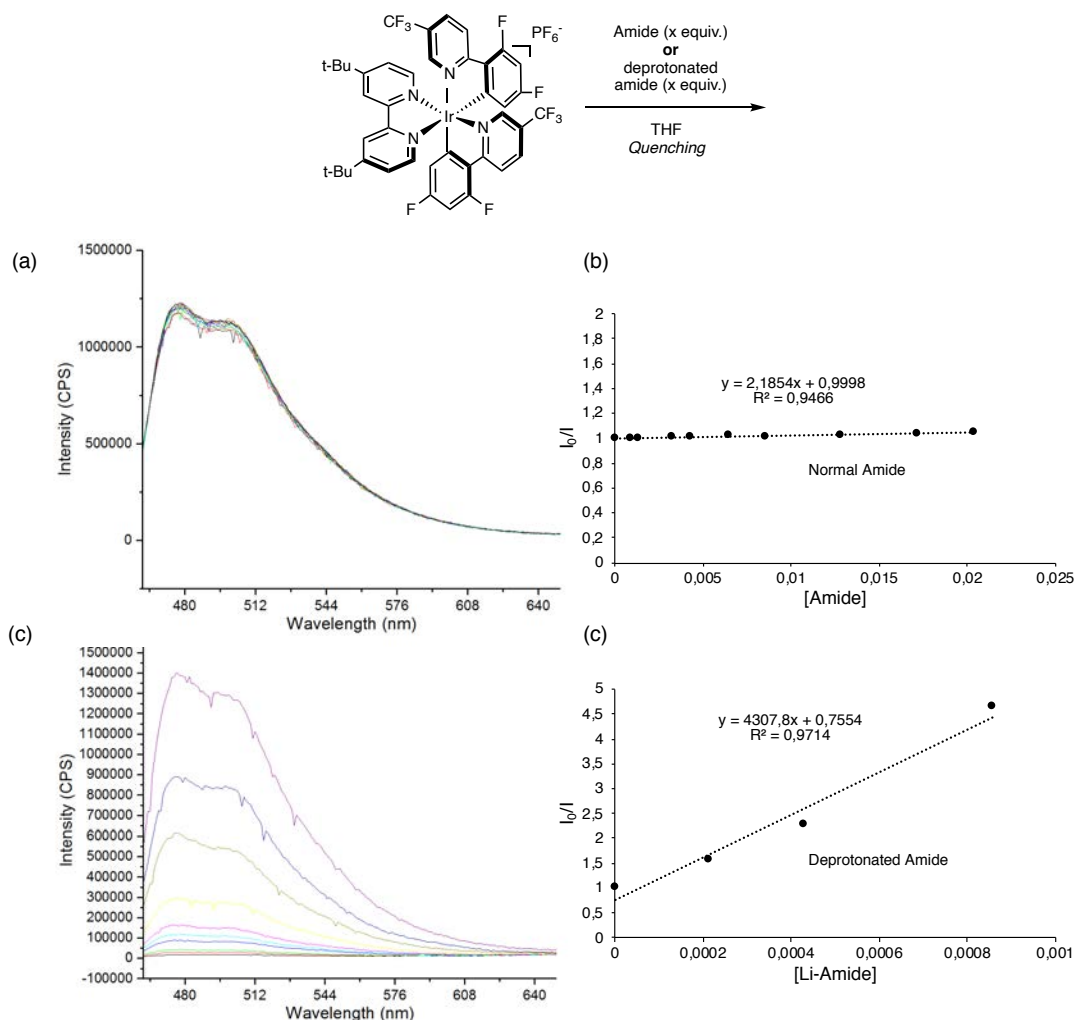 CF₃
F
PF₆⁻
t-Bu
N
N
F
Ir
N
N
CF₃
t-Bu
F
F
Amide (x equiv.)
or
deprotonated
amide (x equiv.)
THF
Quenching
(a)
1500000
1000000
500000
0
Intensity (CPS)
480 512 544 576 608 640
Wavelength (nm)
(b)
2
1,8
1,6
1,4
1,2
1
0,8
0,6
0,4
0,2
0
I₀/I
y = 2,1854x + 0,9998
R² = 0,9466
Normal Amide
0 0,005 0,01 0,015 0,02 0,025
[Amide]
(c)
1500000
1400000
1300000
1200000
1100000
1000000
900000
800000
700000
600000
500000
400000
300000
200000
100000
0
-100000
Intensity (CPS)
480 512 544 576 608 640
Wavelength (nm)
(c)
5
4,5
4
3,5
3
2,5
2
1,5
1
0,5
0
I₀/I
y = 4307,8x + 0,7554
R² = 0,9714
Deprotonated Amide
0 0,0002 0,0004 0,0006 0,0008 0,001
[Li-Amide]